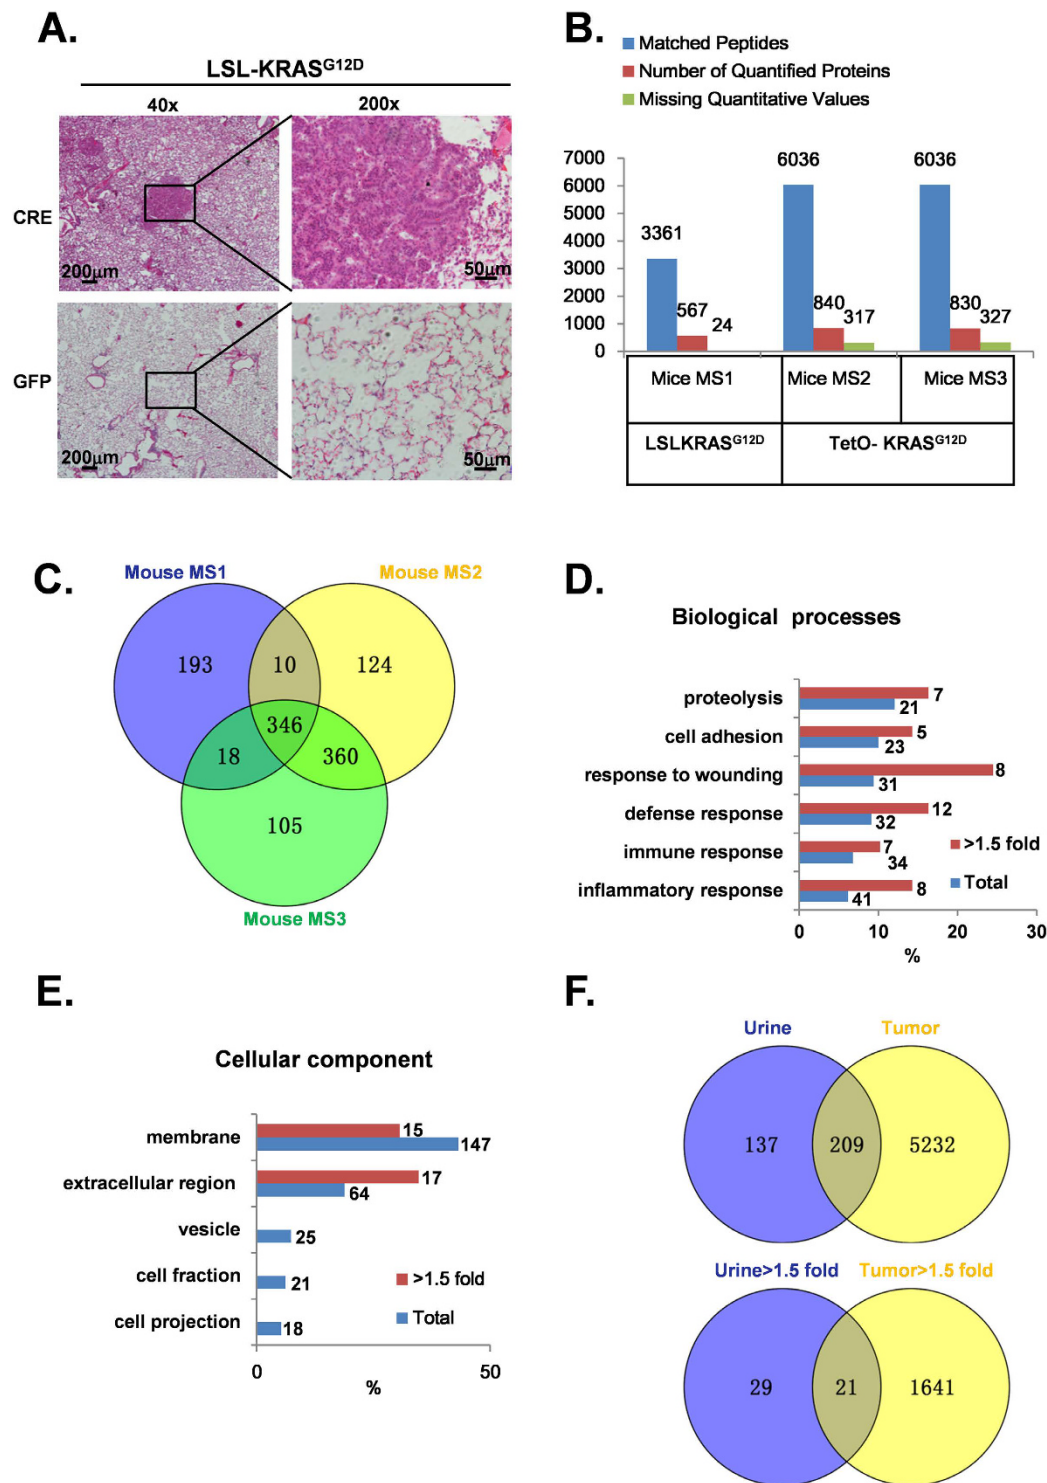 A.
LSL-KRAS^G12D
40x 200x
CRE
200μm
50μm
GFP
200μm
50μm
B.
Matched Peptides
Number of Quantified Proteins
Missing Quantitative Values
7000
6000
5000
4000
3000
2000
1000
0
3361
567
24
6036
840
317
6036
830
327
Mice MS1 Mice MS2 Mice MS3
LSLKRAS^G12D TetO- KRAS^G12D
C.
Mouse MS1 Mouse MS2
193 10 124
346
18 360
105
Mouse MS3
D.
Biological processes
proteolysis 7
21
cell adhesion 5
23
response to wounding 8
31
defense response 12
32
immune response 7
34
inflammatory response 8
41
>1.5 fold
Total
0 10 20 30
%
E.
Cellular component
membrane 15
147
extracellular region 17
64
vesicle 25
cell fraction 21
cell projection 18
>1.5 fold
Total
0 50
%
F.
Urine Tumor
137 209 5232
Urine>1.5 fold Tumor>1.5 fold
29 21 1641